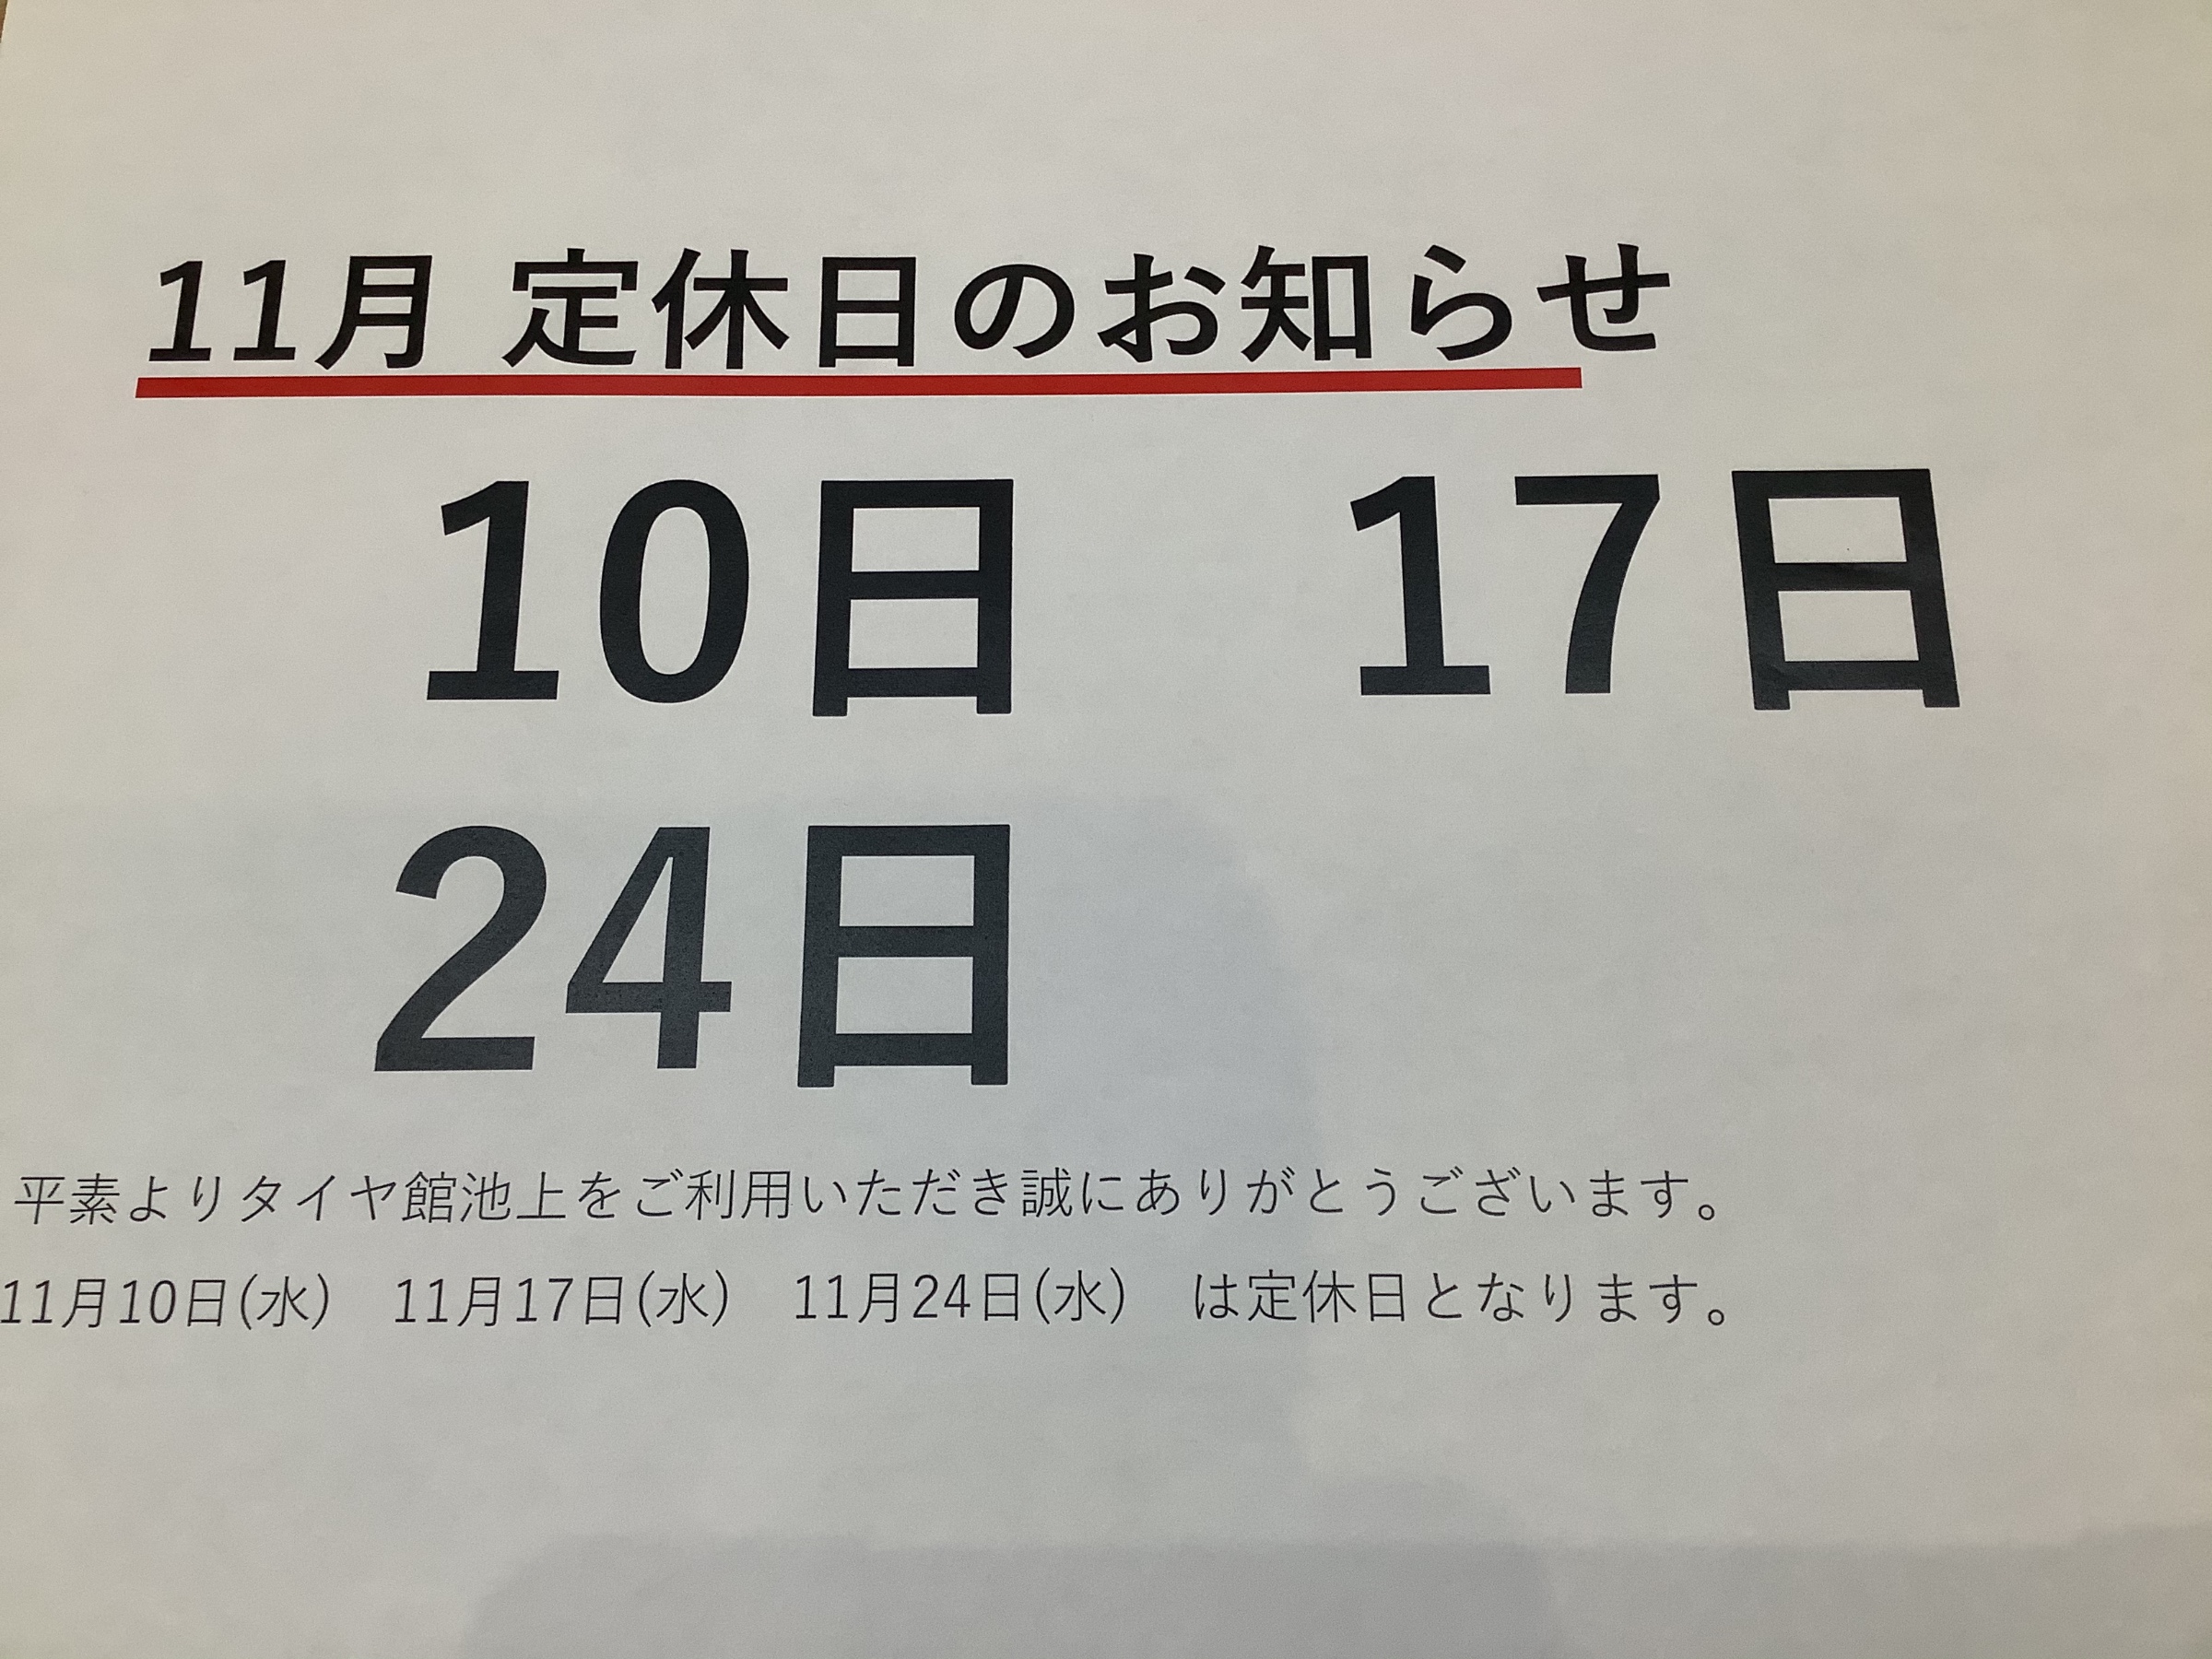 11月 定休日のお知らせ
10日 17日
24日
平素よりタイヤ館池上をご利用いただき誠にありがとうございます。
11月10日(水) 11月17日(水) 11月24日(水) は定休日となります。